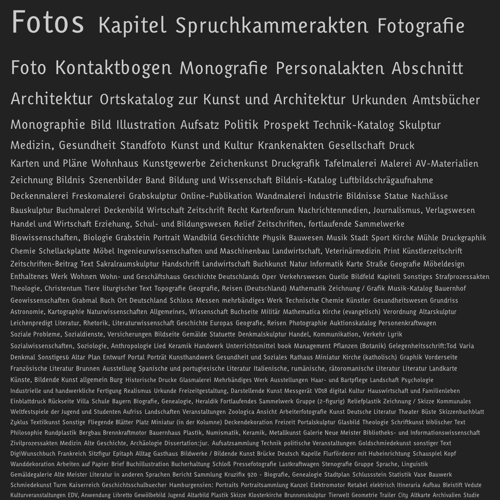 Fotos Kapitel Spruchkammerakten Fotografie
Foto Kontaktbogen Monografie Personalakten Abschnitt
Architektur Ortskatalog zur Kunst und Architektur Urkunden Amtsbücher
Monographie Bild Illustration Aufsatz Politik Prospekt Technik-Katalog Skulptur
Medizin, Gesundheit Standfoto Kunst und Kultur Krankenakten Gesellschaft Druck
Karten und Pläne Wohnhaus Kunstgewerbe Zeichenkunst Druckgrafik Tafelmalerei Malerei AV-Materialien
Zeichnung Bildnis Szenenbilder Band Bildung und Wissenschaft Bildnis-Katalog Luftbildschrägaufnahme
Deckenmalerei Freskomalerei Grabskulptur Online-Publikation Wandmalerei Industrie Bildnisse Statue Nachlässe
Bauskulptur Buchmalerei Deckenbild Wirtschaft Zeitschrift Recht Kartenforum Nachrichtenmedien, Journalismus, Verlagswesen
Handel und Wirtschaft Erziehung, Schul- und Bildungswesen Relief Zeitschriften, fortlaufende Sammelwerke
Biowissenschaften, Biologie Grabstein Portrait Wandbild Geschichte Physik Bauwesen Musik Stadt Sport Kirche Mühle Druckgraphik
Chemie Schellackplatte Möbel Ingenieurwissenschaften und Maschinenbau Landwirtschaft, Veterinärmedizin Print Künstlerzeitschrift
Zeitschriften-Beitrag Text Sakralraumskulptur Handschrift Landwirtschaft Buchkunst Natur Informatik Karte Straße Geografie Möbeldesign
Enthaltenes Werk Wohnen Wohn- und Geschäftshaus Geschichte Deutschlands Oper Verkehrswesen Quelle Bildfeld Kapitell Sonstiges Strafprozessakten
Theologie, Christentum Tiere liturgischer Text Topografie Geografie, Reisen (Deutschland) Mathematik Zeichnung / Grafik Musik-Katalog Bauernhof
Geowissenschaften Grabmal Buch Ort Deutschland Schloss Messen mehrbändiges Werk Technische Chemie Künstler Gesundheitswesen Grundriss
Astronomie, Kartographie Naturwissenschaften Allgemeines, Wissenschaft Buchseite Militär Mathematica Kirche (evangelisch) Verordnung Altarskulptur
Leichenpredigt Literatur, Rhetorik, Literaturwissenschaft Geschichte Europas Geografie, Reisen Photographie Auktionskatalog Personenkraftwagen
Soziale Probleme, Sozialdienste, Versicherungen Bildseite Gemälde Statuette Denkmalskulptur Handel, Kommunikation, Verkehr Lyrik
Sozialwissenschaften, Soziologie, Anthropologie Lied Keramik Handwerk Unterrichtsmittel book Management Pflanzen (Botanik) Gelegenheitsschrift:Tod Varia
Denkmal Sonstiges6 Altar Plan Entwurf Portal Porträt Kunsthandwerk Gesundheit und Soziales Rathaus Miniatur Kirche (katholisch) Graphik Vorderseite
Französische Literatur Brunnen Ausstellung Spanische und portugiesische Literatur Italienische, rumänische, rätoromanische Literatur Literatur Landkarte
Künste, Bildende Kunst allgemein Burg Historische Drucke Glasmalerei Mehrbändiges Werk Ausstellungen Haar- und Bartpflege Landschaft Psychologie
Industrielle und handwerkliche Fertigung Realismus Urkunde Freizeitgestaltung, Darstellende Kunst Messgerät VD18 digital Kultur Hauswirtschaft und Familienleben
Einblattdruck Rückseite Villa Schule Bayern Biografie, Genealogie, Heraldik Fortlaufendes Sammelwerk Gruppe (2-figurig) Reliefplastik Zeichnung / Skizze Kommunales
Weltfestspiele der Jugend und Studenten Aufriss Landschaften Veranstaltungen Zoologica Ansicht Arbeiterfotografie Kunst Deutsche Literatur Theater Büste Skizzenbuchblatt
Zyklus Textilkunst Sonstige Fliegende Blätter Platz Miniatur (in der Kolumne) Deckendekoration Freizeit Portalskulptur Glasbild Theologie Schriftkunst biblischer Text
Philosophie Rundplastik Bergbau Brennkraftmotor Bauernhaus Plastik, Numismatik, Keramik, Metallkunst Galerie Neue Meister Bibliotheks- und Informationswissenschaft
Zivilprozessakten Medizin Alte Geschichte, Archäologie Dissertation:jur. Aufsatzsammlung Technik politische Veranstaltungen Goldschmiedekunst sonstiger Text
DigiWunschbuch Frankreich Sitzfigur Epitaph Alltag Gasthaus Bildwerke / Bildende Kunst Brücke Deutsch Kapelle Flurförderer mit Hubeinrichtung Schauspiel Kopf
Wanddekoration Arbeiten auf Papier Brief Buchillustration Bucherhaltung Schloß Pressefotografie Lastkraftwagen Stenografie Gruppe Sprache, Linguistik
Gemäldegalerie Alte Meister Literatur in anderen Sprachen Bericht Sammlung Kruzifix 920 - Biografie, Genealogie Stadtplan Schlussstein Statistik Vase Bauwerk
Schmiedekunst Turm Kaiserreich Geschichtsschulbuecher Hamburgensien: Portraits Portraitsammlung Kanzel Elektromotor Rebatel elektrisch Itineraria Aufbau Bleistift Vedute
Kulturveranstaltungen EDV, Anwendung Libretto Gewölbebild Jugend Altarbild Plastik Skizze Klosterkirche Brunnenskulptur Tierwelt Geometrie Trailer Orig. Altkarte Archivalie Studie